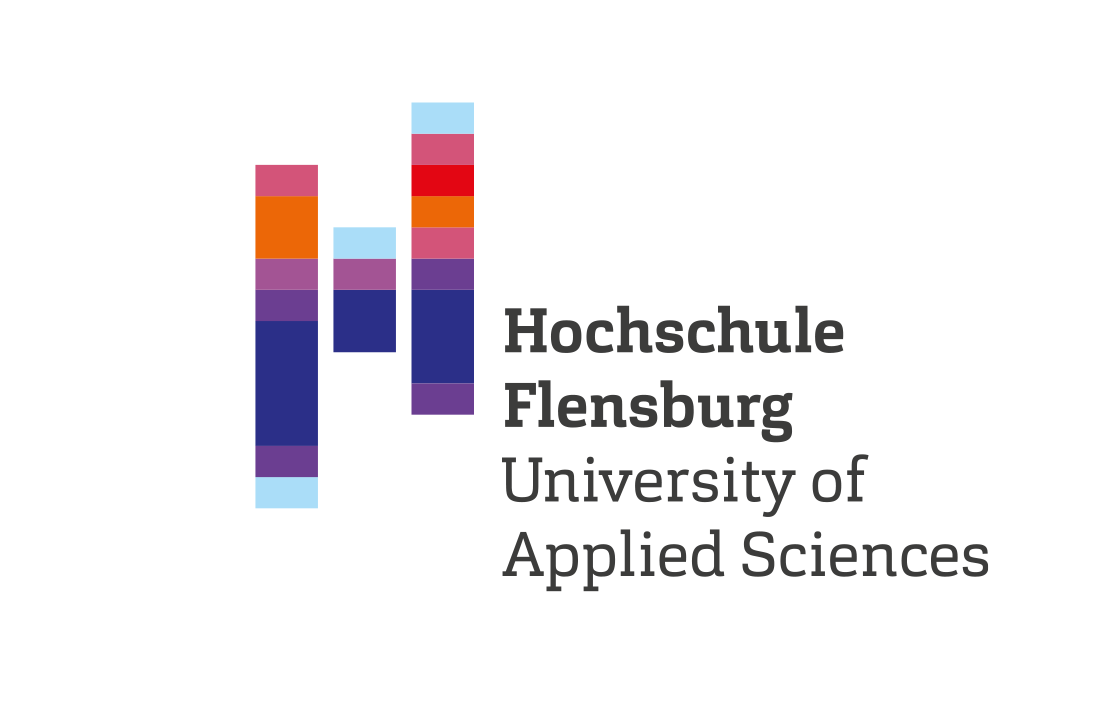 Hochschule
Flensburg
University of
Applied Sciences